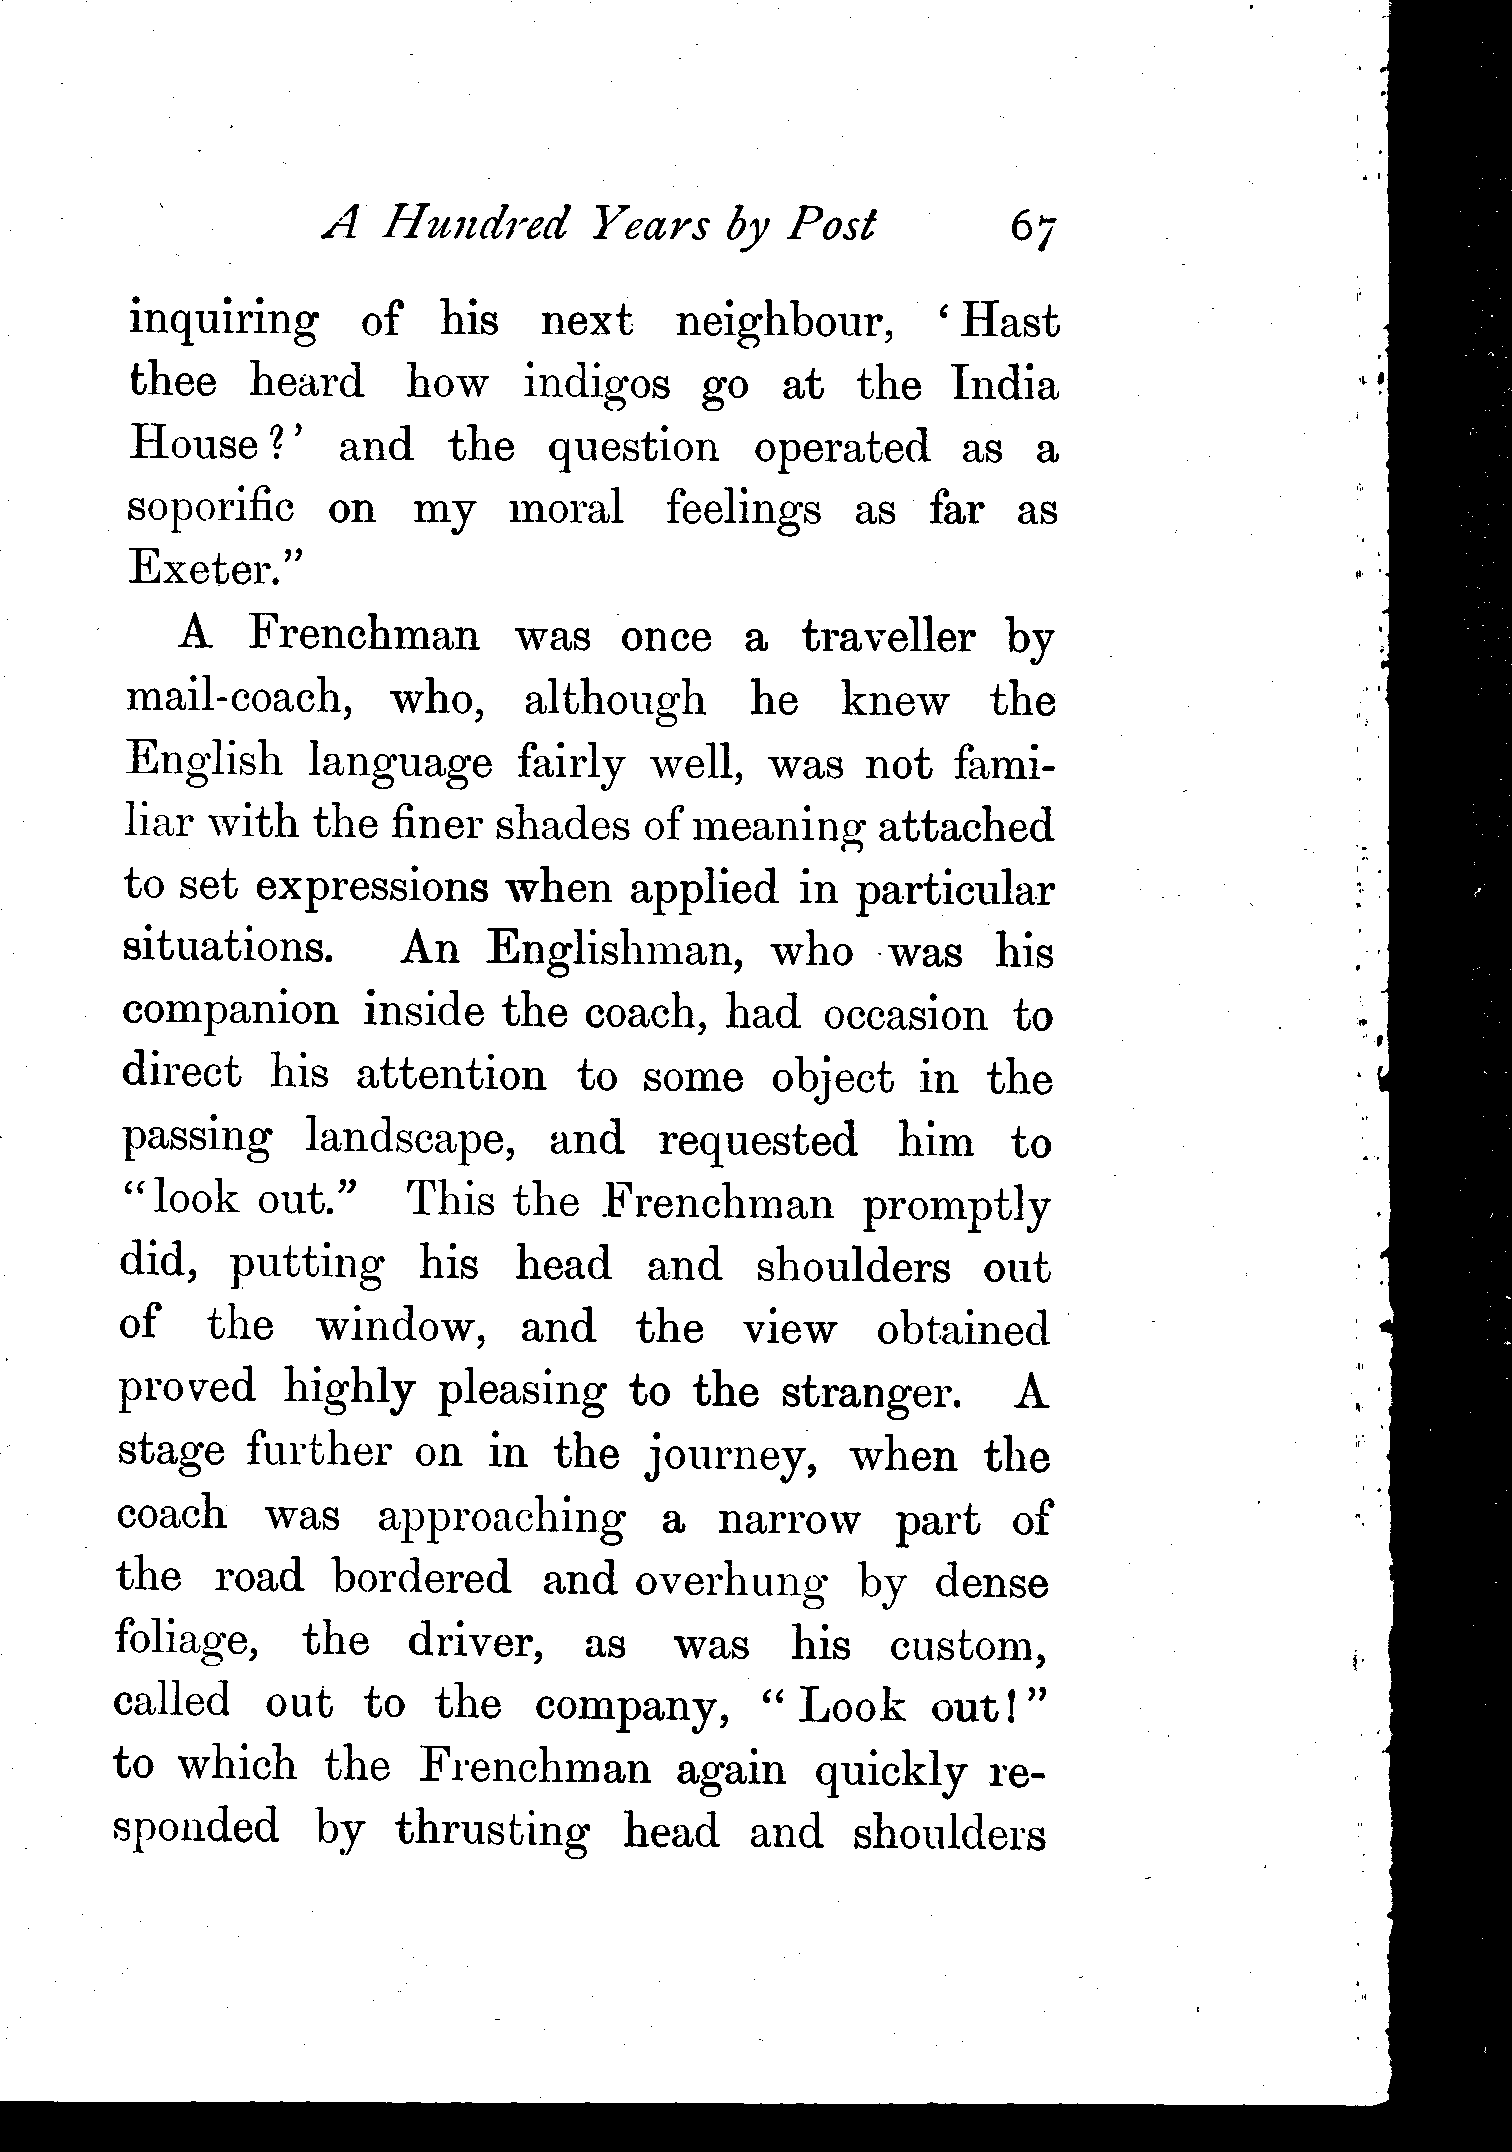 A Hundred Years by Post 67
inquiring of his next neighbour, ‘Hast
thee heard how indigos go at the India
House?’ and the question operated as a
soporific on my moral feelings as far as
Exeter.”
A Frenchman was once a traveller by
mail-coach, who, although he knew the
English language fairly well, was not fami-
liar with the finer shades of meaning attached
to set expressions when applied in particular
situations. An Englishman, who was his
companion inside the coach, had occasion to
direct his attention to some object in the
passing landscape, and requested him to
“look out.” This the Frenchman promptly
did, putting his head and shoulders out
of the window, and the view obtained
proved highly pleasing to the stranger. A
stage further on in the journey, when the
coach was approaching a narrow part of
the road bordered and overhung by dense
foliage, the driver, as was his custom,
called out to the company, “Look out!”
to which the Frenchman again quickly re-
sponded by thrusting head and shoulders